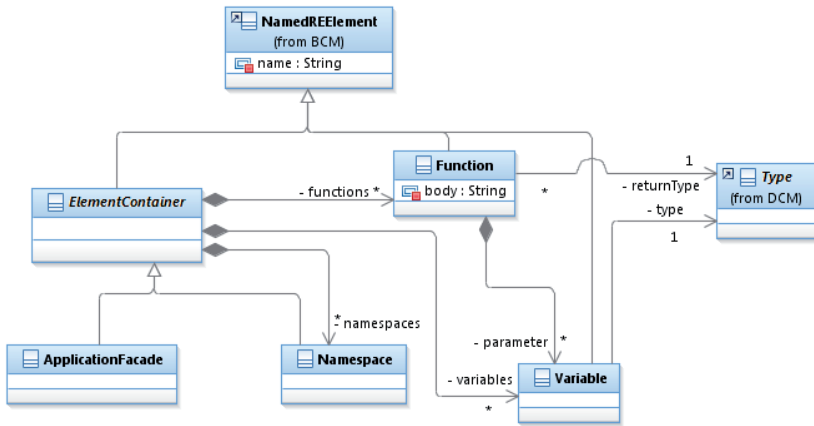 NamedREElement
(from BCM)
name : String
Function
body : String
1
- returnType
*
Type
(from DCM)
- type
1
ElementContainer
- functions *
*
- namespaces
ApplicationFacade
Namespace
- parameter *
- variables
*
Variable